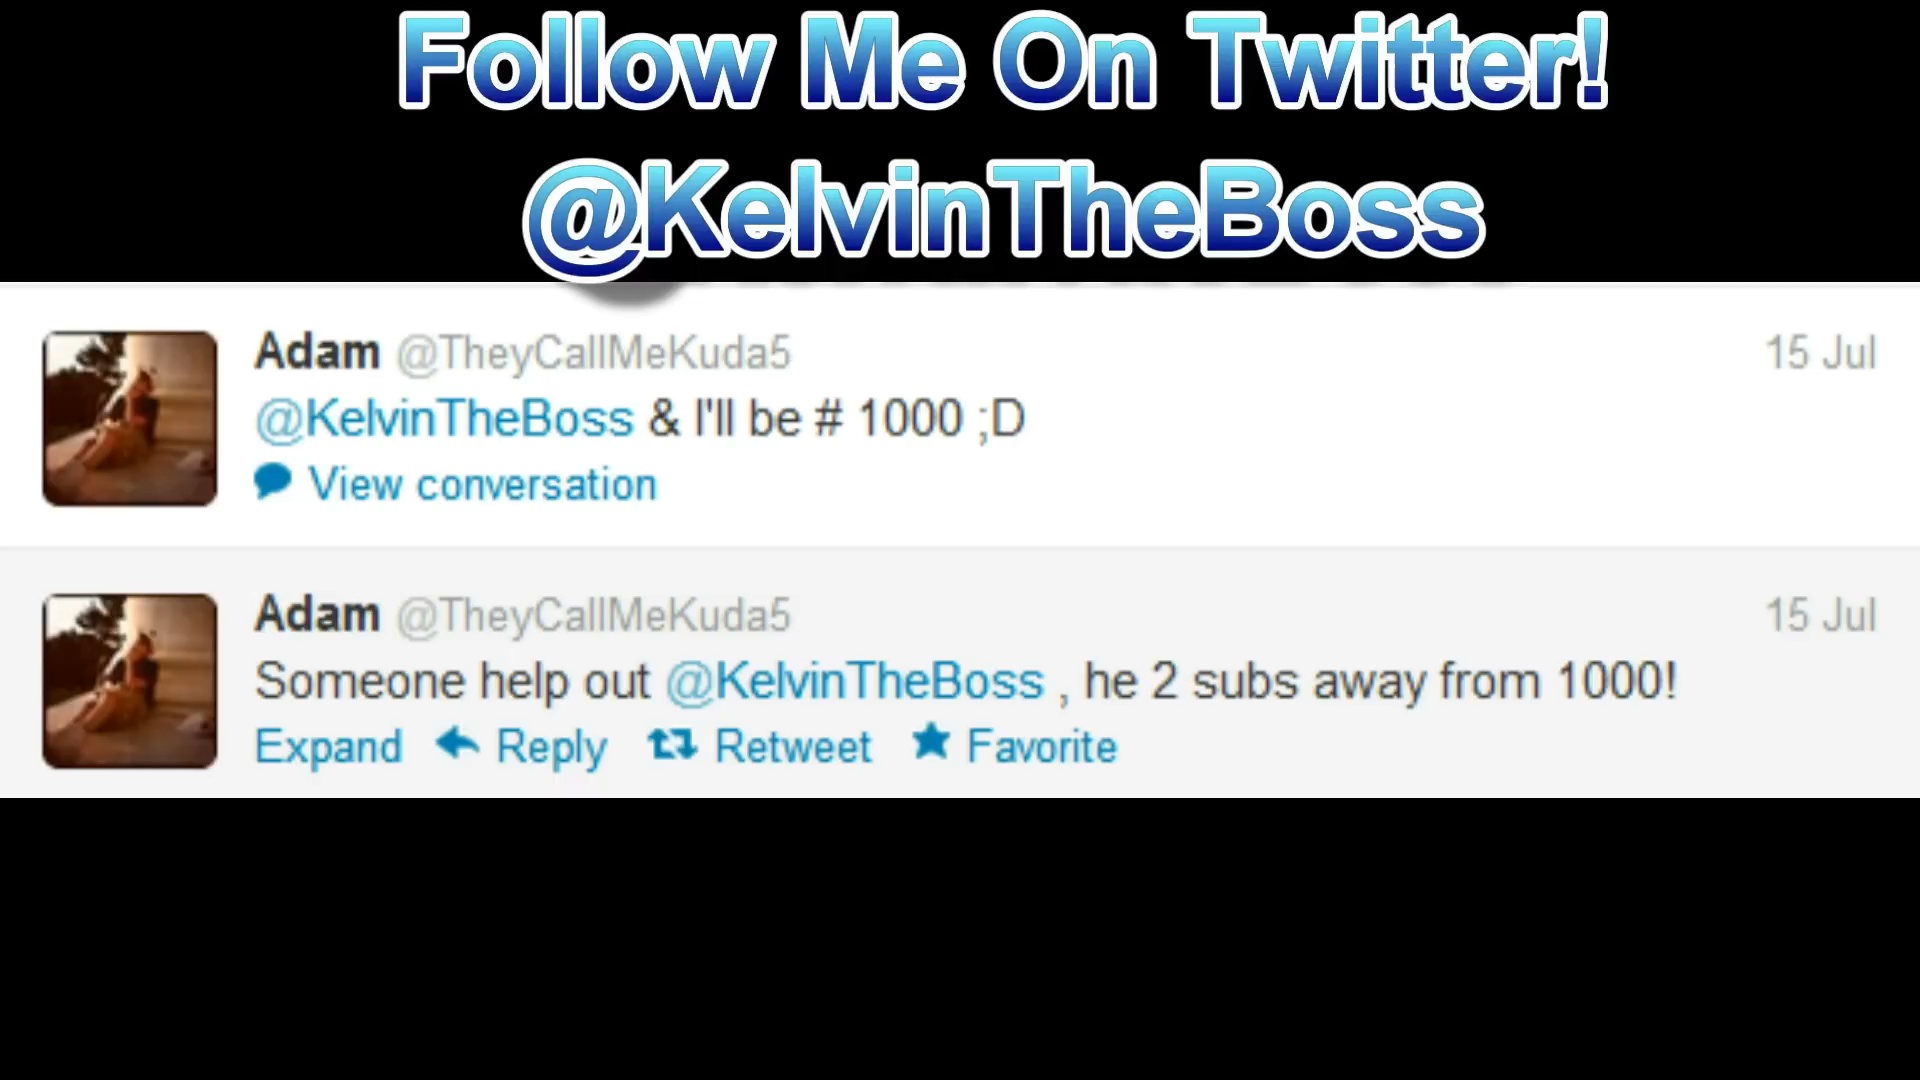 Follow Me On Twitter!
@KelvinTheBoss
Adam @TheyCallMeKuda5 15 Jul
@KelvinTheBoss & I'll be # 1000 ;D
View conversation
Adam @TheyCallMeKuda5 15 Jul
Someone help out @KelvinTheBoss , he 2 subs away from 1000!
Expand Reply Retweet Favorite